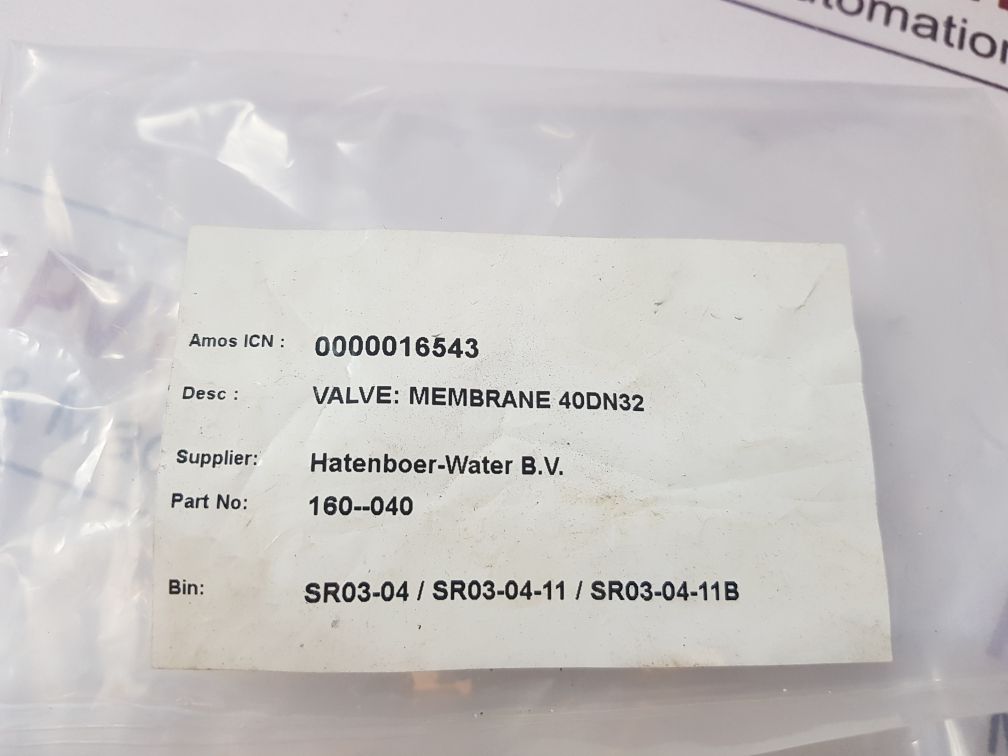 Automation
Amos ICN : 0000016543
Desc : VALVE: MEMBRANE 40DN32
Supplier: Hatenboer-Water B.V.
Part No: 160--040
Bin: SR03-04 / SR03-04-11 / SR03-04-11B